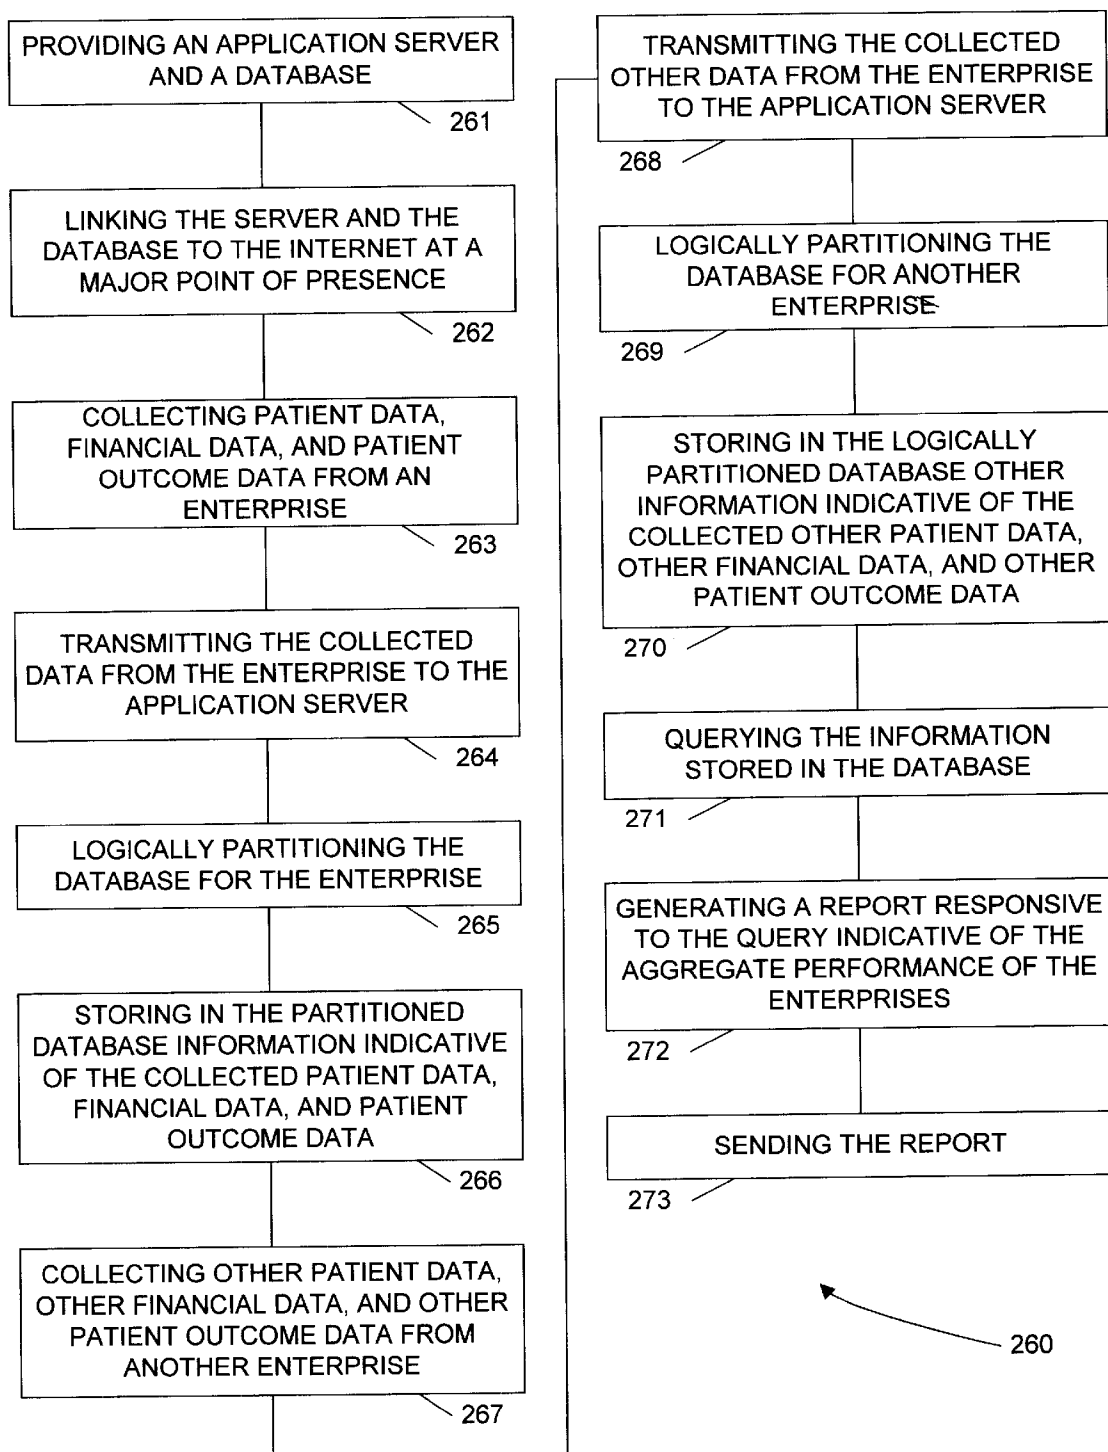 PROVIDING AN APPLICATION SERVER
AND A DATABASE
261
LINKING THE SERVER AND THE
DATABASE TO THE INTERNET AT A
MAJOR POINT OF PRESENCE
262
COLLECTING PATIENT DATA,
FINANCIAL DATA, AND PATIENT
OUTCOME DATA FROM AN
ENTERPRISE
263
TRANSMITTING THE COLLECTED
DATA FROM THE ENTERPRISE TO THE
APPLICATION SERVER
264
LOGICALLY PARTITIONING THE
DATABASE FOR THE ENTERPRISE
265
STORING IN THE PARTITIONED
DATABASE INFORMATION INDICATIVE
OF THE COLLECTED PATIENT DATA,
FINANCIAL DATA, AND PATIENT
OUTCOME DATA
266
COLLECTING OTHER PATIENT DATA,
OTHER FINANCIAL DATA, AND OTHER
PATIENT OUTCOME DATA FROM
ANOTHER ENTERPRISE
267
TRANSMITTING THE COLLECTED
OTHER DATA FROM THE ENTERPRISE
TO THE APPLICATION SERVER
268
LOGICALLY PARTITIONING THE
DATABASE FOR ANOTHER
ENTERPRISE
269
STORING IN THE LOGICALLY
PARTITIONED DATABASE OTHER
INFORMATION INDICATIVE OF THE
COLLECTED OTHER PATIENT DATA,
OTHER FINANCIAL DATA, AND OTHER
PATIENT OUTCOME DATA
270
QUERYING THE INFORMATION
STORED IN THE DATABASE
271
GENERATING A REPORT RESPONSIVE
TO THE QUERY INDICATIVE OF THE
AGGREGATE PERFORMANCE OF THE
ENTERPRISES
272
SENDING THE REPORT
273
260